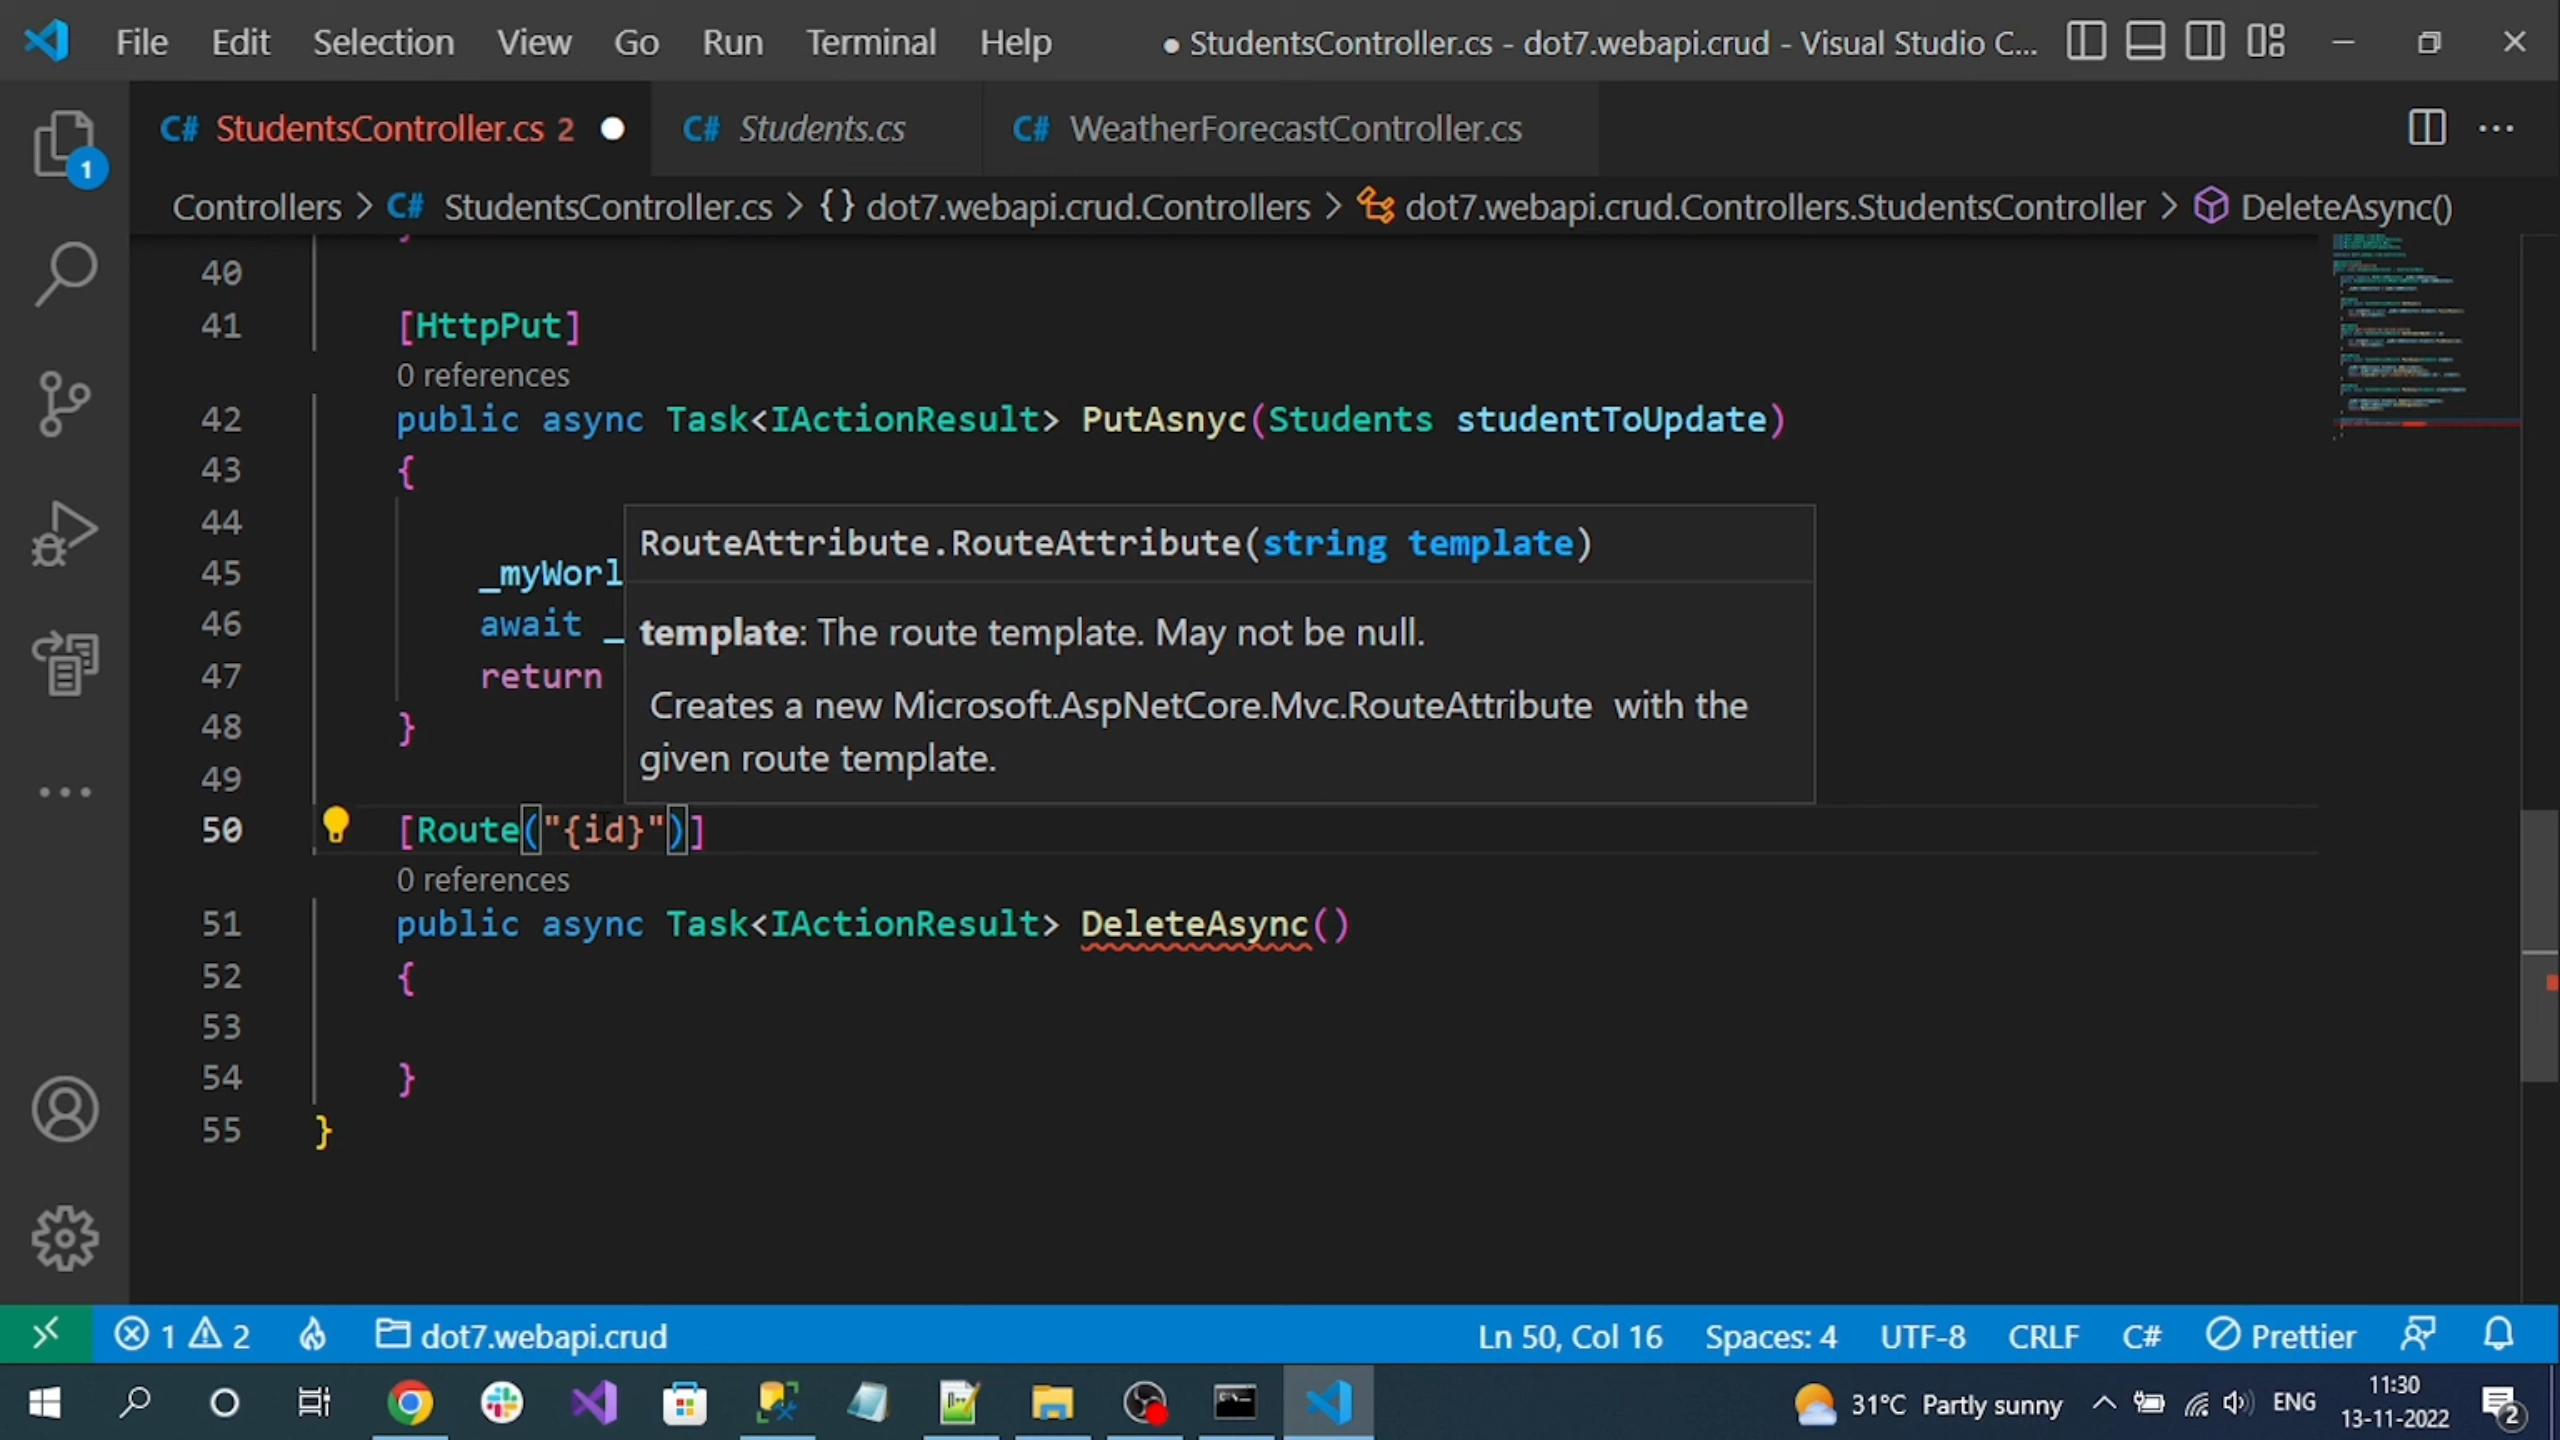 File Edit Selection View Go Run Terminal Help ● StudentsController.cs - dot7.webapi.crud - Visual Studio C...
C# StudentsController.cs 2 C# Students.cs C# WeatherForecastController.cs
1
Controllers > C# StudentsController.cs > {} dot7.webapi.crud.Controllers > dot7.webapi.crud.Controllers.StudentsController > DeleteAsync()
40
41 [HttpPut]
0 references
42 public async Task<IActionResult> PutAsnyc(Students studentToUpdate)
43 {
44
RouteAttribute.RouteAttribute(string template)
45 _myWorl
46 await _
template: The route template. May not be null.
47 return
Creates a new Microsoft.AspNetCore.Mvc.RouteAttribute with the
48 }
given route template.
49
50 [Route("{id}")]
0 references
51 public async Task<IActionResult> DeleteAsync()
52 {
53
54 }
55 }
1 2 dot7.webapi.crud Ln 50, Col 16 Spaces: 4 UTF-8 CRLF C# Prettier
31°C Partly sunny ENG 11:30
13-11-2022 2